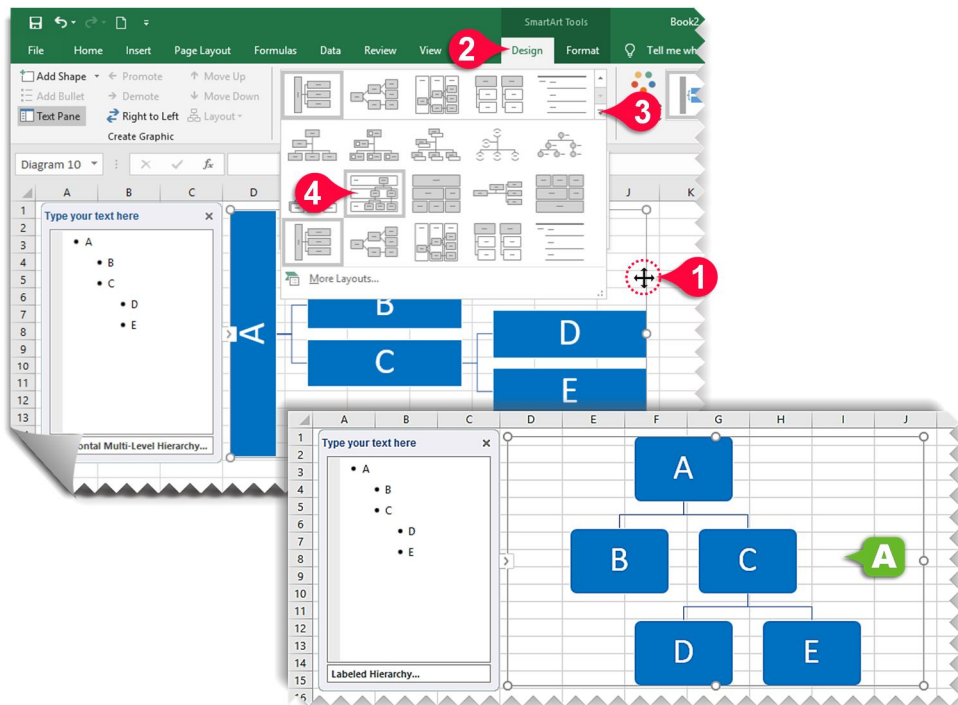 SmartArt Tools Book2
File Home Insert Page Layout Formulas Data Review View 2 Design Format Tell me wh
Add Shape Promote Move Up
Add Bullet Demote Move Down
Text Pane Right to Left Layout
Create Graphic
3
Diagram 10 fx
4
A B C D J K
1
2
3
4
5
6
7
8
9
10
11
12
13
Type your text here
A
B
C
D
E
ontal Multi-Level Hierarchy...
More Layouts...
1
A
B
C
D
E
A B C D E F G H I J
1
2
3
4
5
6
7
8
9
10
11
12
13
14
15
16
Type your text here
A
B
C
D
E
Labeled Hierarchy...
A
B C
D E
A